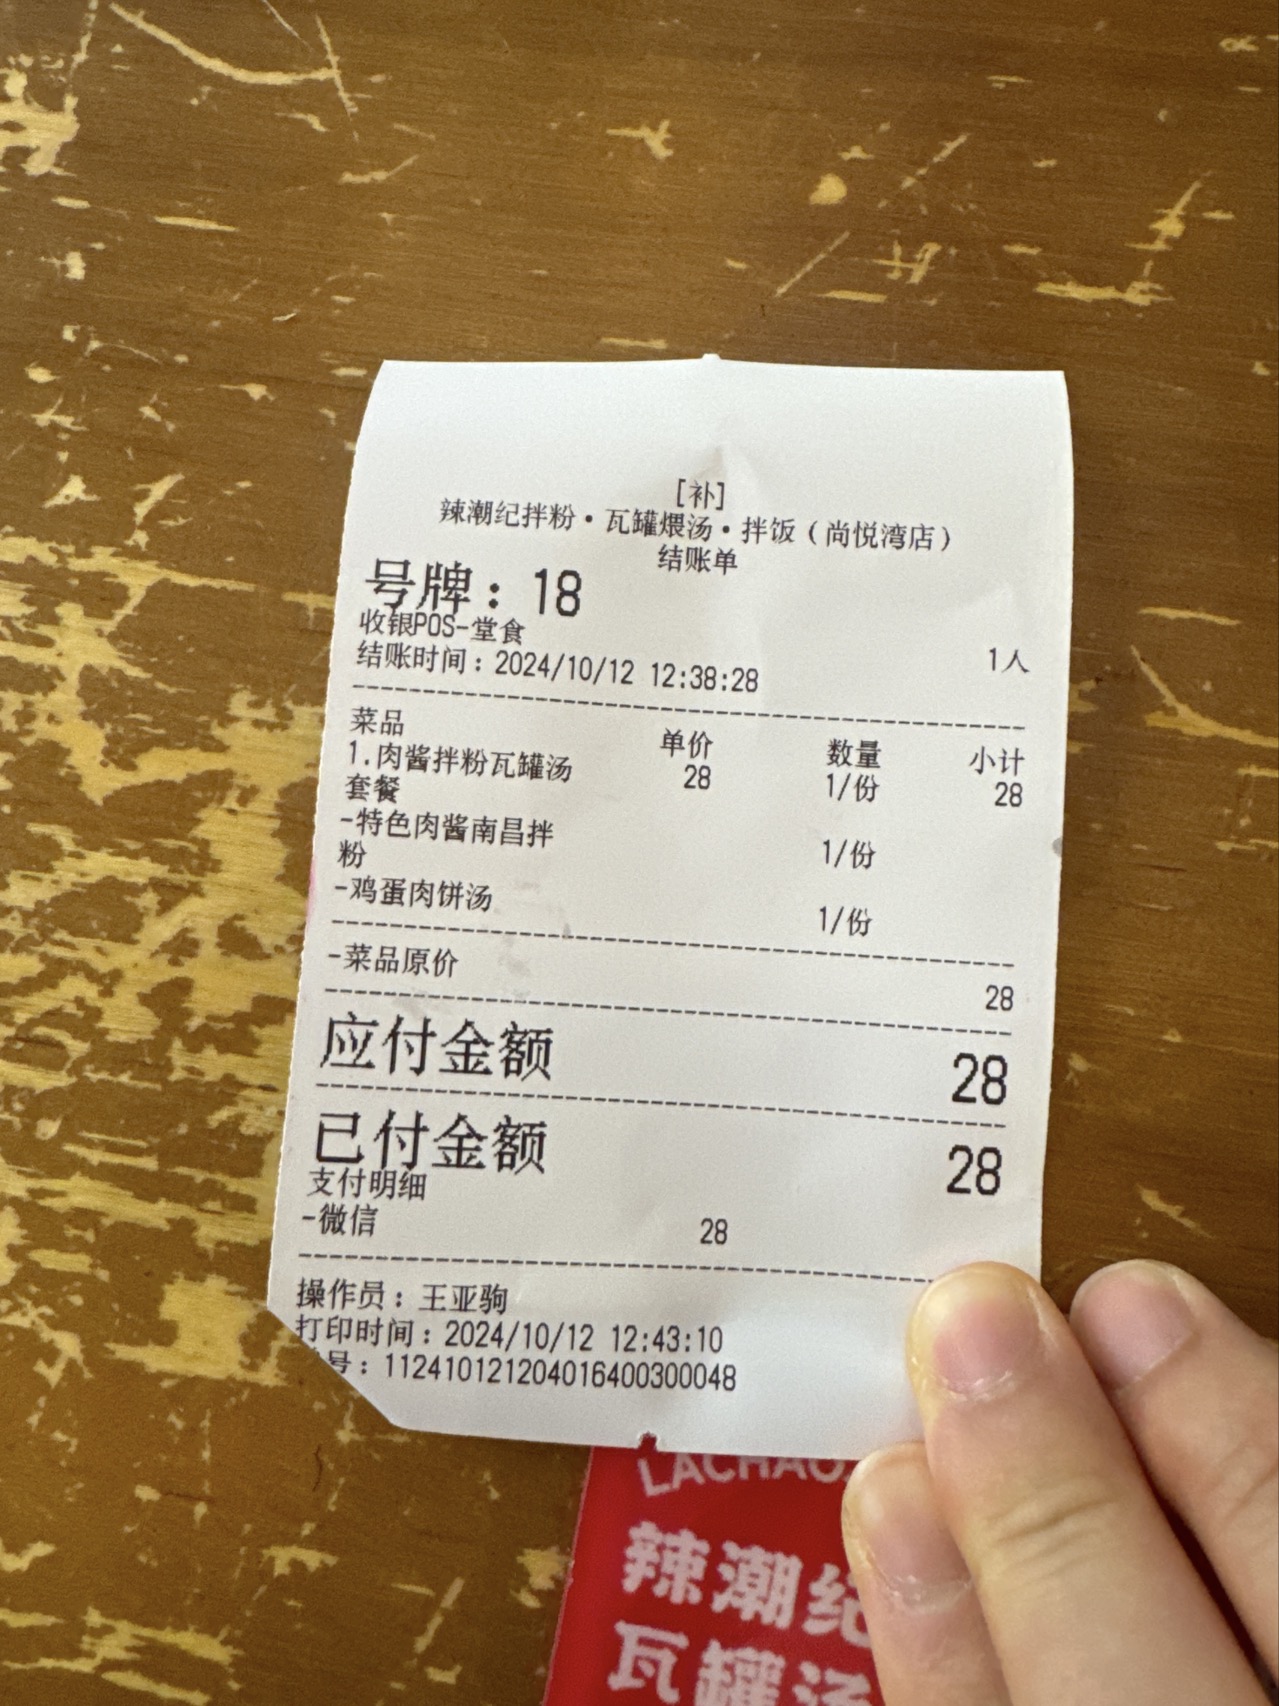 [补]
辣潮纪拌粉·瓦罐煨汤·拌饭（尚悦湾店）
结账单
号牌：18
收银POS-堂食
1人
结账时间：2024/10/12 12:38:28
菜品 单价 数量 小计
1.肉酱拌粉瓦罐汤 28 1/份 28
套餐
-特色肉酱南昌拌
粉 1/份
-鸡蛋肉饼汤
1/份
-菜品原价
28
应付金额 28
已付金额 28
支付明细
-微信 28
操作员：王亚驹
打印时间：2024/10/12 12:43:10
号：112410121204016400300048
LACHAO
辣潮纪
瓦罐汤